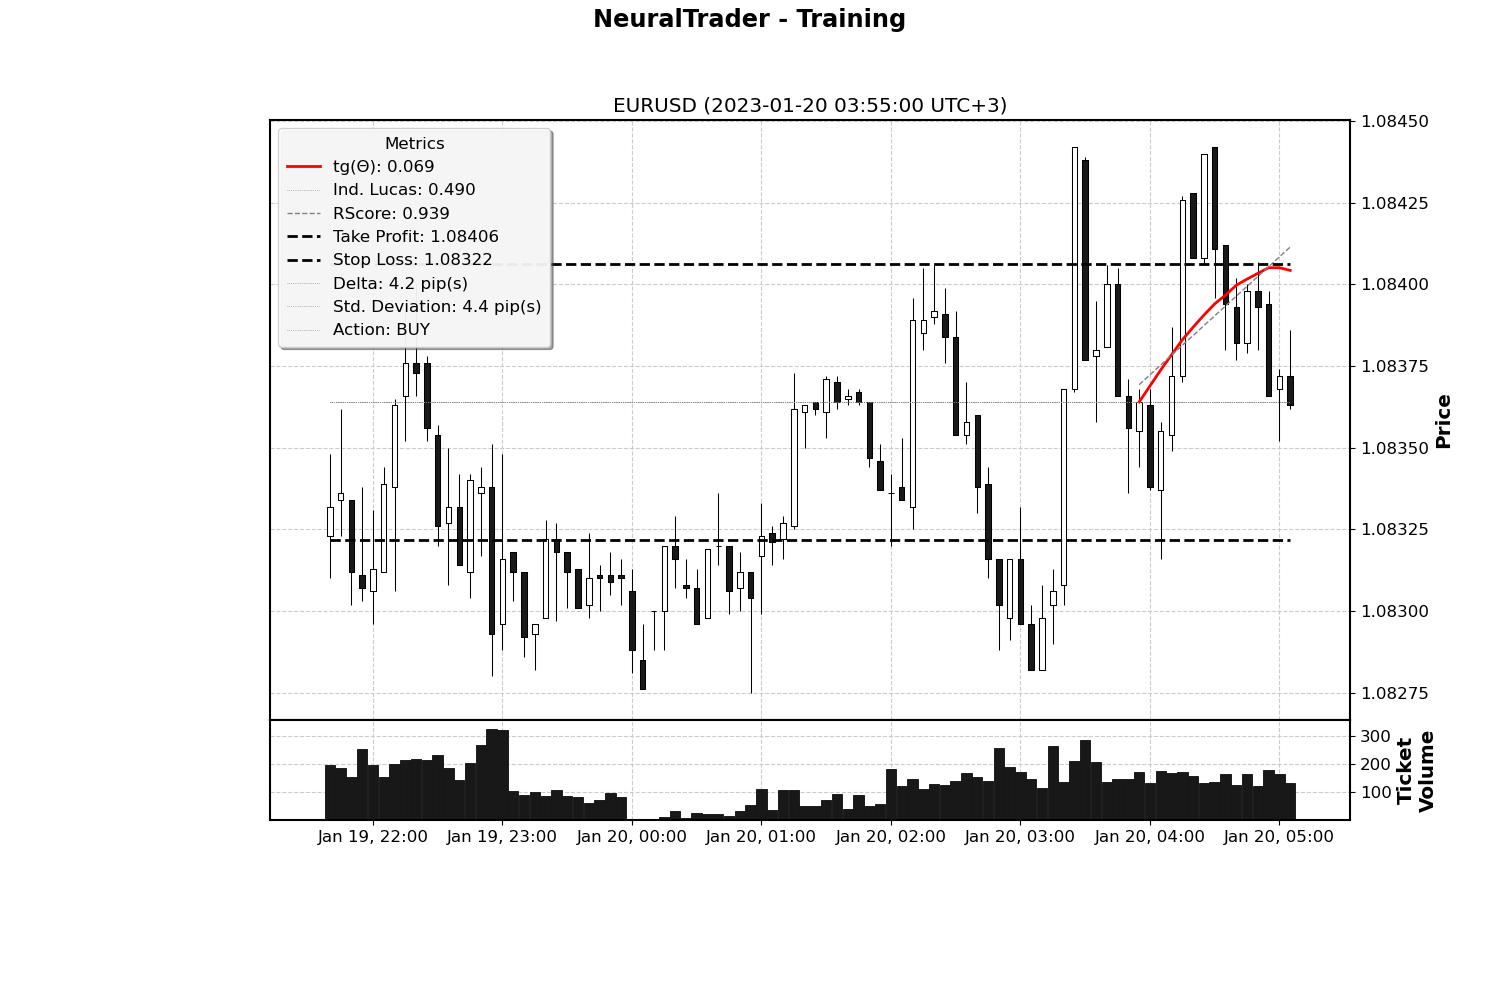 NeuralTrader - Training
EURUSD (2023-01-20 03:55:00 UTC+3)
Metrics
tg(Θ): 0.069
Ind. Lucas: 0.490
RScore: 0.939
Take Profit: 1.08406
Stop Loss: 1.08322
Delta: 4.2 pip(s)
Std. Deviation: 4.4 pip(s)
Action: BUY
1.08450
1.08425
1.08400
1.08375
1.08350
1.08325
1.08300
1.08275
Price
300
200
100
Ticket
Volume
Jan 19, 22:00 Jan 19, 23:00 Jan 20, 00:00 Jan 20, 01:00 Jan 20, 02:00 Jan 20, 03:00 Jan 20, 04:00 Jan 20, 05:00